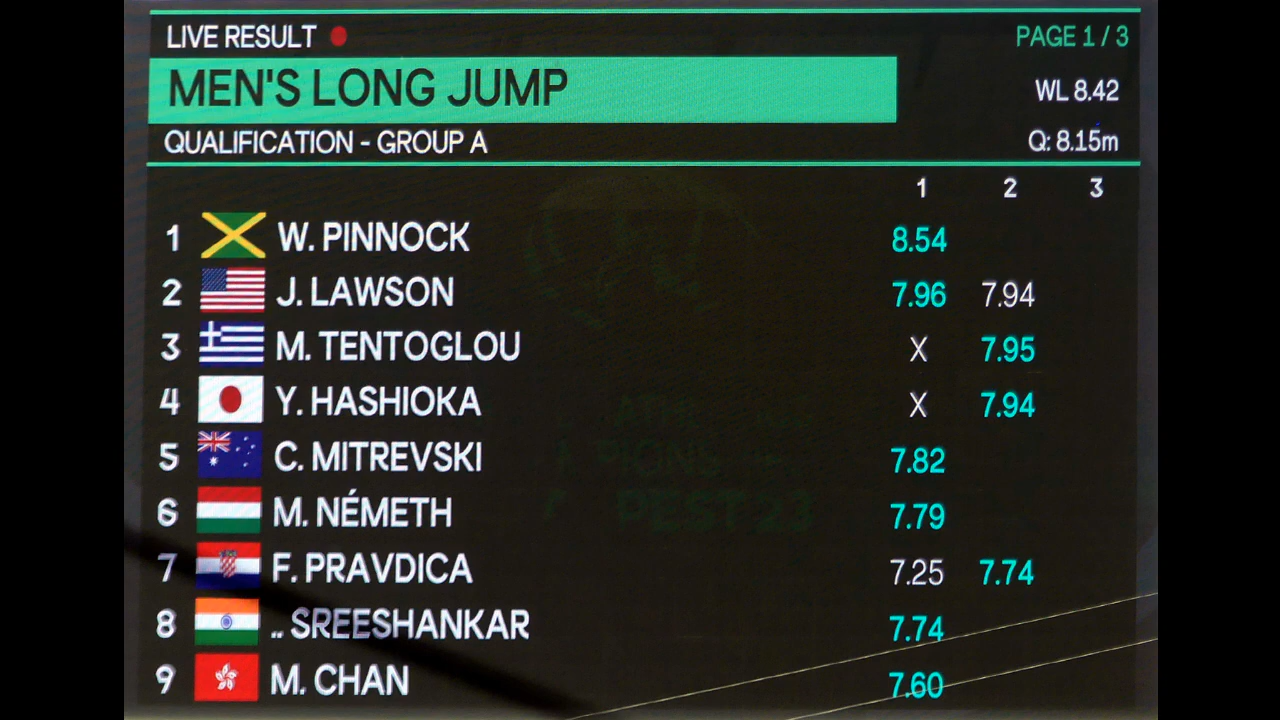 LIVE RESULT PAGE 1 / 3
MEN'S LONG JUMP WL 8.42
QUALIFICATION - GROUP A Q: 8.15m
1 2 3
1 W. PINNOCK 8.54
2 J. LAWSON 7.96 7.94
3 M. TENTOGLOU X 7.95
4 Y. HASHIOKA X 7.94
5 C. MITREVSKI 7.82
6 M. NÉMETH 7.79
7 F. PRAVDICA 7.25 7.74
8 .. SREESHANKAR 7.74
9 M. CHAN 7.60